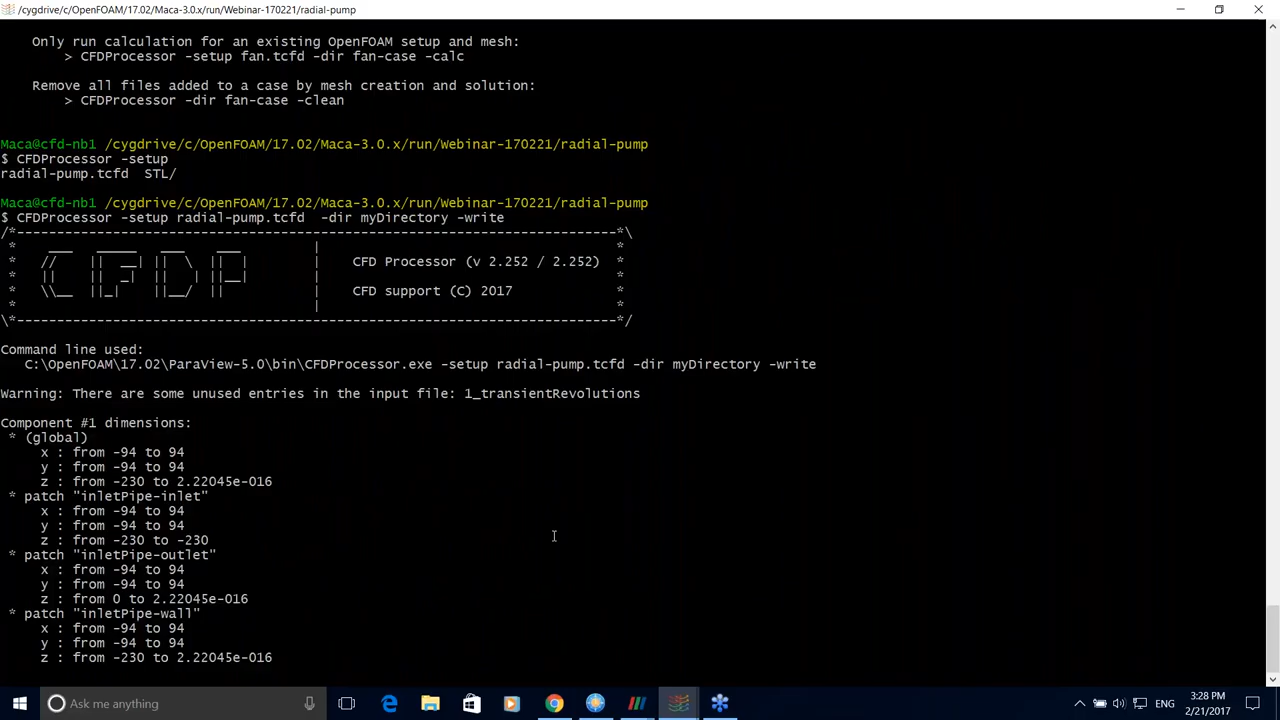 /cygdrive/c/OpenFOAM/17.02/Maca-3.0.x/run/Webinar-170221/radial-pump
Only run calculation for an existing OpenFOAM setup and mesh:
> CFDProcessor -setup fan.tcfd -dir fan-case -calc
Remove all files added to a case by mesh creation and solution:
> CFDProcessor -dir fan-case -clean
Maca@cfd-nb1 /cygdrive/c/OpenFOAM/17.02/Maca-3.0.x/run/Webinar-170221/radial-pump
$ CFDProcessor -setup
radial-pump.tcfd  STL/
Maca@cfd-nb1 /cygdrive/c/OpenFOAM/17.02/Maca-3.0.x/run/Webinar-170221/radial-pump
$ CFDProcessor -setup radial-pump.tcfd  -dir myDirectory -write
CFDP
CFD Processor (v 2.252 / 2.252)
CFD support (C) 2017
Command line used:
C:\OpenFOAM\17.02\ParaView-5.0\bin\CFDProcessor.exe -setup radial-pump.tcfd -dir myDirectory -write
Warning: There are some unused entries in the input file: 1_transientRevolutions
Component #1 dimensions:
* (global)
x : from -94 to 94
y : from -94 to 94
z : from -230 to 2.22045e-016
* patch "inletPipe-inlet"
x : from -94 to 94
y : from -94 to 94
z : from -230 to -230
* patch "inletPipe-outlet"
x : from -94 to 94
y : from -94 to 94
z : from 0 to 2.22045e-016
* patch "inletPipe-wall"
x : from -94 to 94
y : from -94 to 94
z : from -230 to 2.22045e-016
Ask me anything
ENG
3:28 PM
2/21/2017